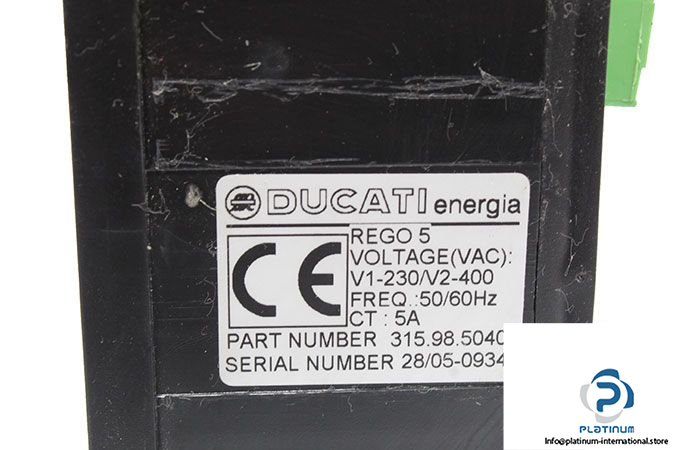 DUCATI energia
CE
REGO 5
VOLTAGE(VAC):
V1-230/V2-400
FREQ.:50/60Hz
CT : 5A
PART NUMBER 315.98.5040
SERIAL NUMBER 28/05-0934
PLATINUM
Info@platinum-international.store